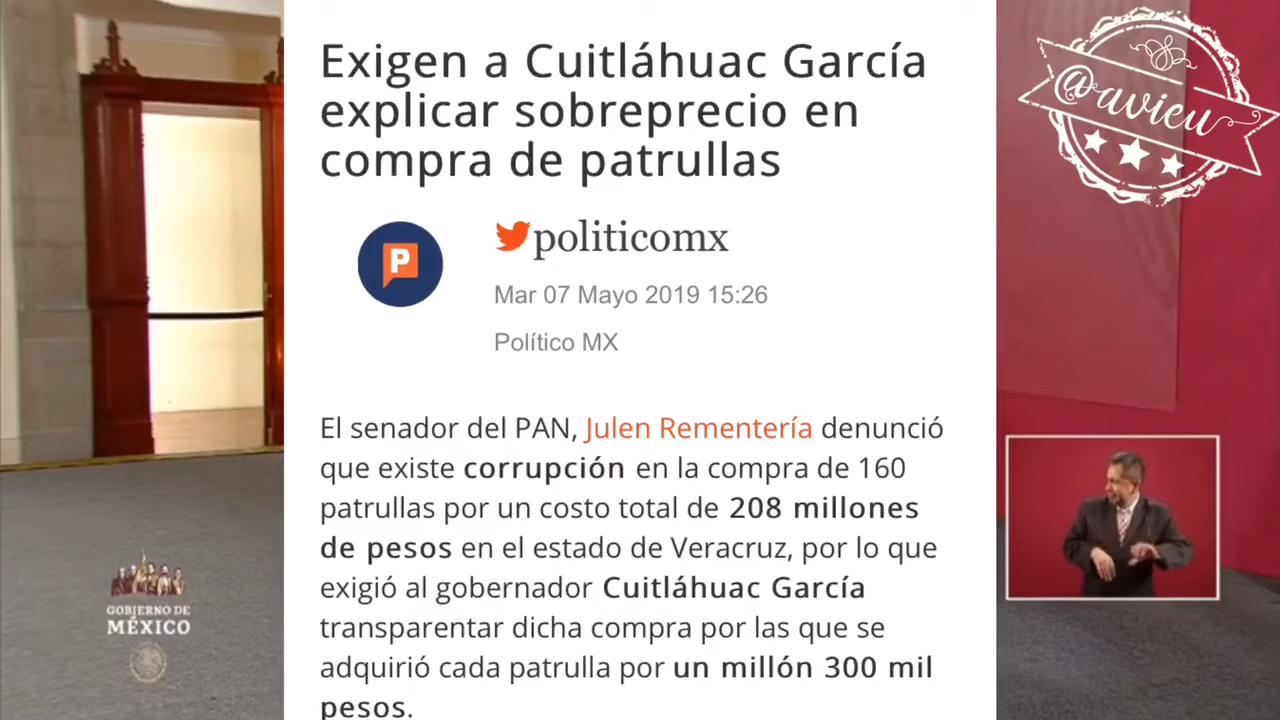 Exigen a Cuitláhuac García
explicar sobreprecio en
compra de patrullas
@avieu
P
politicomx
Mar 07 Mayo 2019 15:26
Político MX
El senador del PAN, Julen Rementería denunció
que existe corrupción en la compra de 160
patrullas por un costo total de 208 millones
de pesos en el estado de Veracruz, por lo que
exigió al gobernador Cuitláhuac García
transparentar dicha compra por las que se
adquirió cada patrulla por un millón 300 mil
pesos.
GOBIERNO DE
MÉXICO